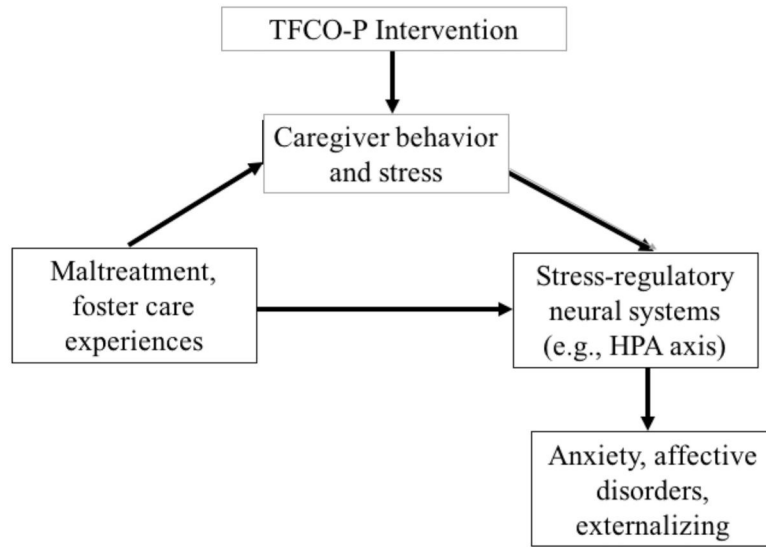 TFCO-P Intervention
Caregiver behavior
and stress
Maltreatment,
foster care
experiences
Stress-regulatory
neural systems
(e.g., HPA axis)
Anxiety, affective
disorders,
externalizing